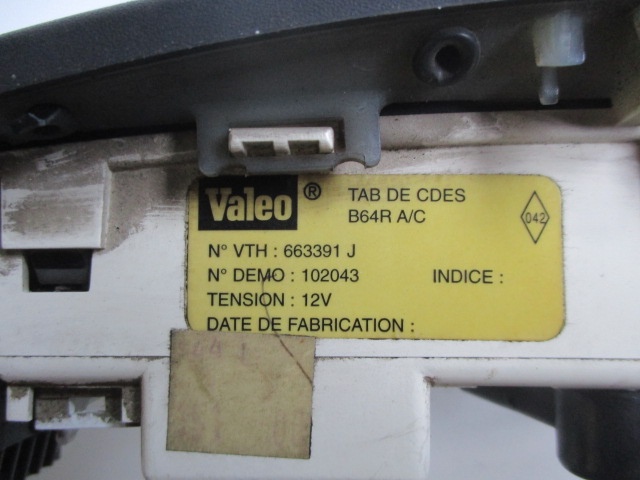 Valeo ®
TAB DE CDES
B64R A/C
042
N° VTH : 663391 J
N° DEMO : 102043 INDICE :
TENSION : 12V
DATE DE FABRICATION :